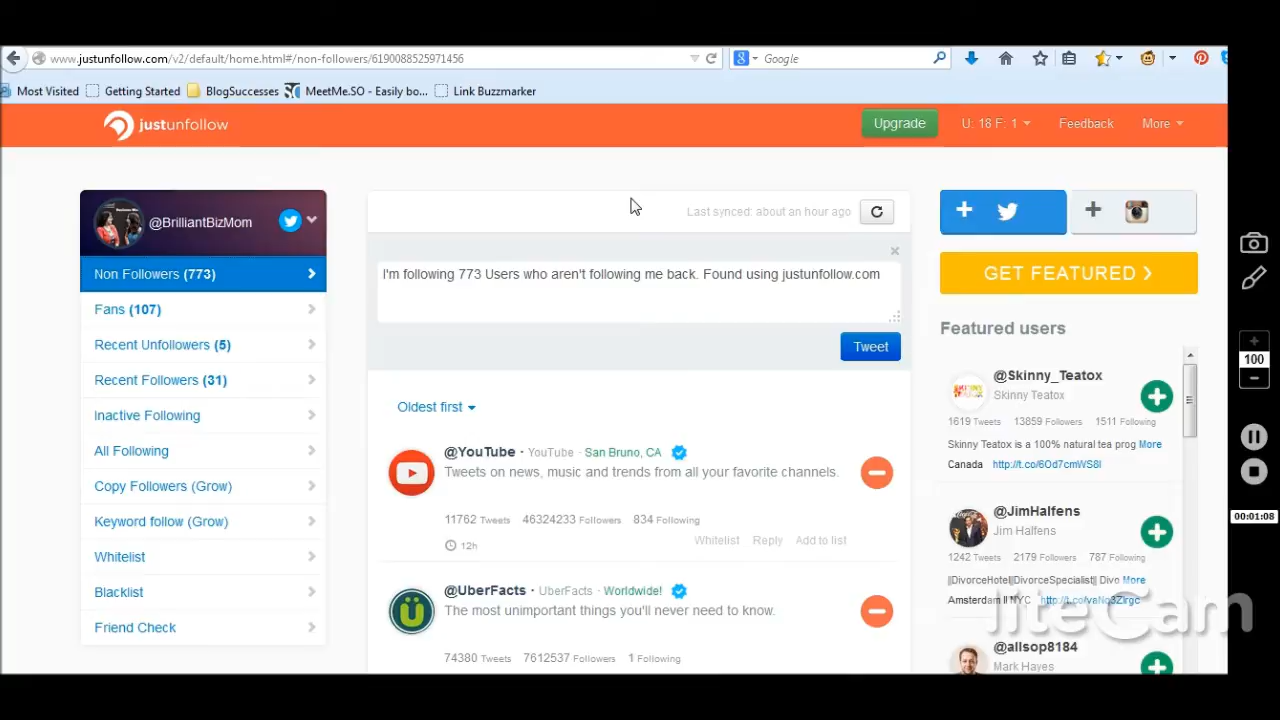 www.justunfollow.com/v2/default/home.html#/non-followers/6190088525971456
Google
Most Visited Getting Started BlogSuccesses MeetMe.SO - Easily bo... Link Buzzmarker
justunfollow
Upgrade
U: 18 F: 1
Feedback
More
@BrilliantBizMom
Non Followers (773)
Fans (107)
Recent Unfollowers (5)
Recent Followers (31)
Inactive Following
All Following
Copy Followers (Grow)
Keyword follow (Grow)
Whitelist
Blacklist
Friend Check
Last synced: about an hour ago
I'm following 773 Users who aren't following me back. Found using justunfollow.com
Tweet
Oldest first
@YouTube · YouTube · San Bruno, CA
Tweets on news, music and trends from all your favorite channels.
11762 Tweets 46324233 Followers 834 Following
12h
Whitelist Reply Add to list
@UberFacts · UberFacts · Worldwide!
Ü
The most unimportant things you'll never need to know.
74380 Tweets 7612537 Followers 1 Following
GET FEATURED
Featured users
@Skinny_Teatox
Skinny Teatox
1619 Tweets 13859 Followers 1511 Following
Skinny Teatox is a 100% natural tea prog More
Canada http://t.co/6Od7cmWS8I
@JimHalfens
Jim Halfens
1242 Tweets 2179 Followers 787 Following
||DivorceHotel||DivorceSpecialist|| Divo More
Amsterdam || NYC
@allsop8184
Mark Hayes
100
00:01:08
liteCam